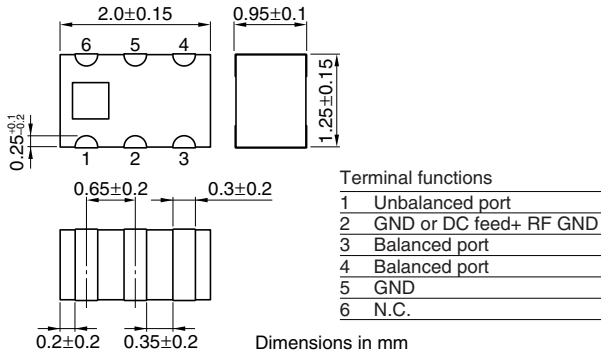 2.0±0.15
0.95±0.1
6 5 4
1.25±0.15
0.25+0.1 -0.2
1 2 3
0.65±0.2
0.3±0.2
0.2±0.2
0.35±0.2
Dimensions in mm
Terminal functions
1 Unbalanced port
2 GND or DC feed+ RF GND
3 Balanced port
4 Balanced port
5 GND
6 N.C.